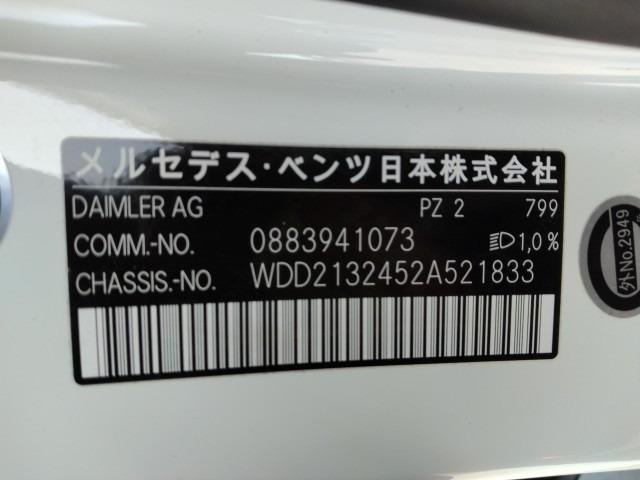 メルセデス・ベンツ日本株式会社
DAIMLER AG PZ 2 799
COMM.-NO. 0883941073 1,0%
CHASSIS.-NO. WDD2132452A521833
外No.2949